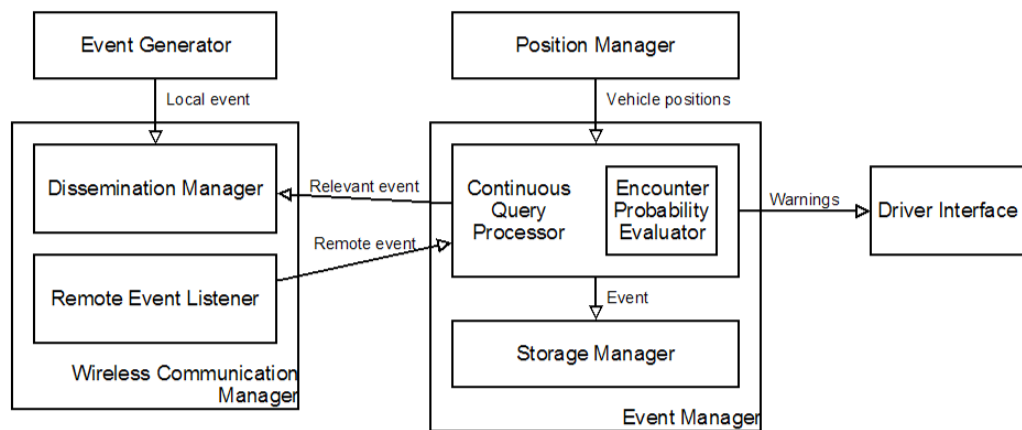 Event Generator
Position Manager
Local event
Vehicle positions
Dissemination Manager
Relevant event
Continuous
Query
Processor
Encounter
Probability
Evaluator
Warnings
Driver Interface
Remote event
Remote Event Listener
Event
Storage Manager
Wireless Communication
Manager
Event Manager